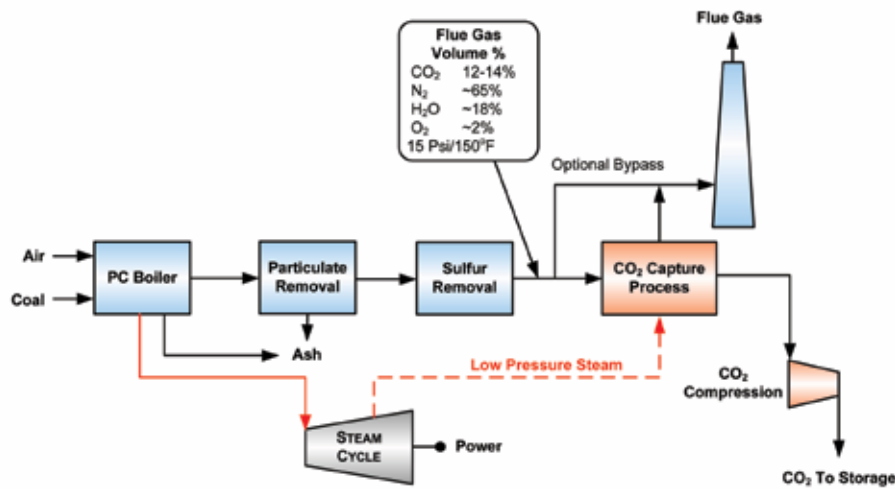 Flue Gas
Flue Gas
Volume %
CO₂ 12-14%
N₂ ~65%
H₂O ~18%
O₂ ~2%
15 Psi/150°F
Optional Bypass
Air
Coal
PC Boiler
Particulate
Removal
Sulfur
Removal
CO₂ Capture
Process
Ash
Low Pressure Steam
CO₂
Compression
STEAM
CYCLE
Power
CO₂ To Storage